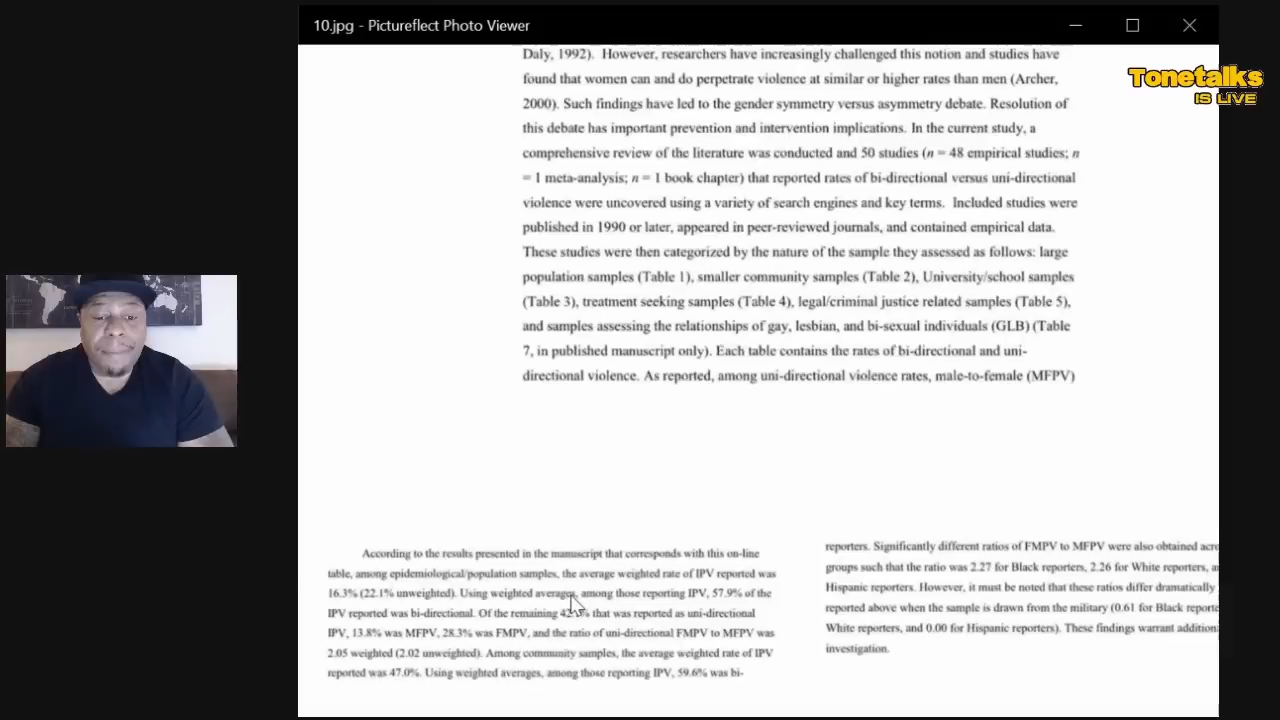 10.jpg - Pictureflect Photo Viewer
Tonetalks
IS LIVE
Daly, 1992). However, researchers have increasingly challenged this notion and studies have
found that women can and do perpetrate violence at similar or higher rates than men (Archer,
2000). Such findings have led to the gender symmetry versus asymmetry debate. Resolution of
this debate has important prevention and intervention implications. In the current study, a
comprehensive review of the literature was conducted and 50 studies (n = 48 empirical studies; n
= 1 meta-analysis; n = 1 book chapter) that reported rates of bi-directional versus uni-directional
violence were uncovered using a variety of search engines and key terms. Included studies were
published in 1990 or later, appeared in peer-reviewed journals, and contained empirical data.
These studies were then categorized by the nature of the sample they assessed as follows: large
population samples (Table 1), smaller community samples (Table 2), University/school samples
(Table 3), treatment seeking samples (Table 4), legal/criminal justice related samples (Table 5),
and samples assessing the relationships of gay, lesbian, and bi-sexual individuals (GLB) (Table
7, in published manuscript only). Each table contains the rates of bi-directional and uni-
directional violence. As reported, among uni-directional violence rates, male-to-female (MFPV)
According to the results presented in the manuscript that corresponds with this on-line
table, among epidemiological/population samples, the average weighted rate of IPV reported was
16.3% (22.1% unweighted). Using weighted averages, among those reporting IPV, 57.9% of the
IPV reported was bi-directional. Of the remaining that was reported as uni-directional
IPV, 13.8% was MFPV, 28.3% was FMPV, and the ratio of uni-directional FMPV to MFPV was
2.05 weighted (2.02 unweighted). Among community samples, the average weighted rate of IPV
reported was 47.0%. Using weighted averages, among those reporting IPV, 59.6% was bi-
reporters. Significantly different ratios of FMPV to MFPV were also obtained acro
groups such that the ratio was 2.27 for Black reporters, 2.26 for White reporters, a
Hispanic reporters. However, it must be noted that these ratios differ dramatically
reported above when the sample is drawn from the military (0.61 for Black reporte
White reporters, and 0.00 for Hispanic reporters). These findings warrant addition
investigation.